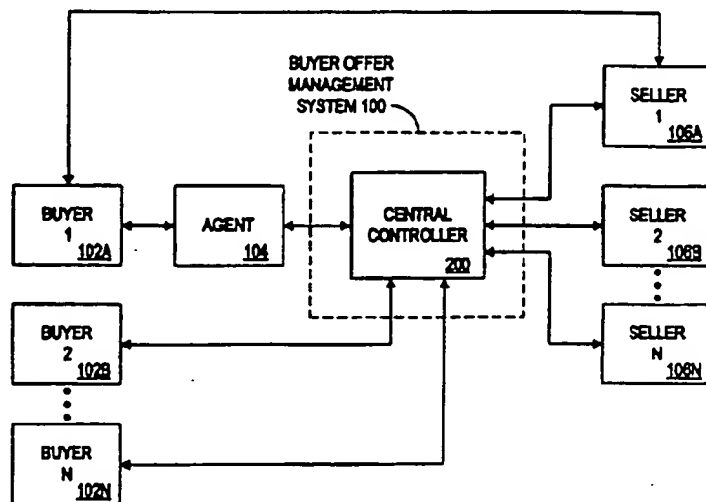 BUYER OFFER
MANAGEMENT
SYSTEM 100
SELLER
1
106A
BUYER
1
102A
AGENT
104
CENTRAL
CONTROLLER
200
SELLER
2
106B
BUYER
2
102B
SELLER
N
106N
BUYER
N
102N